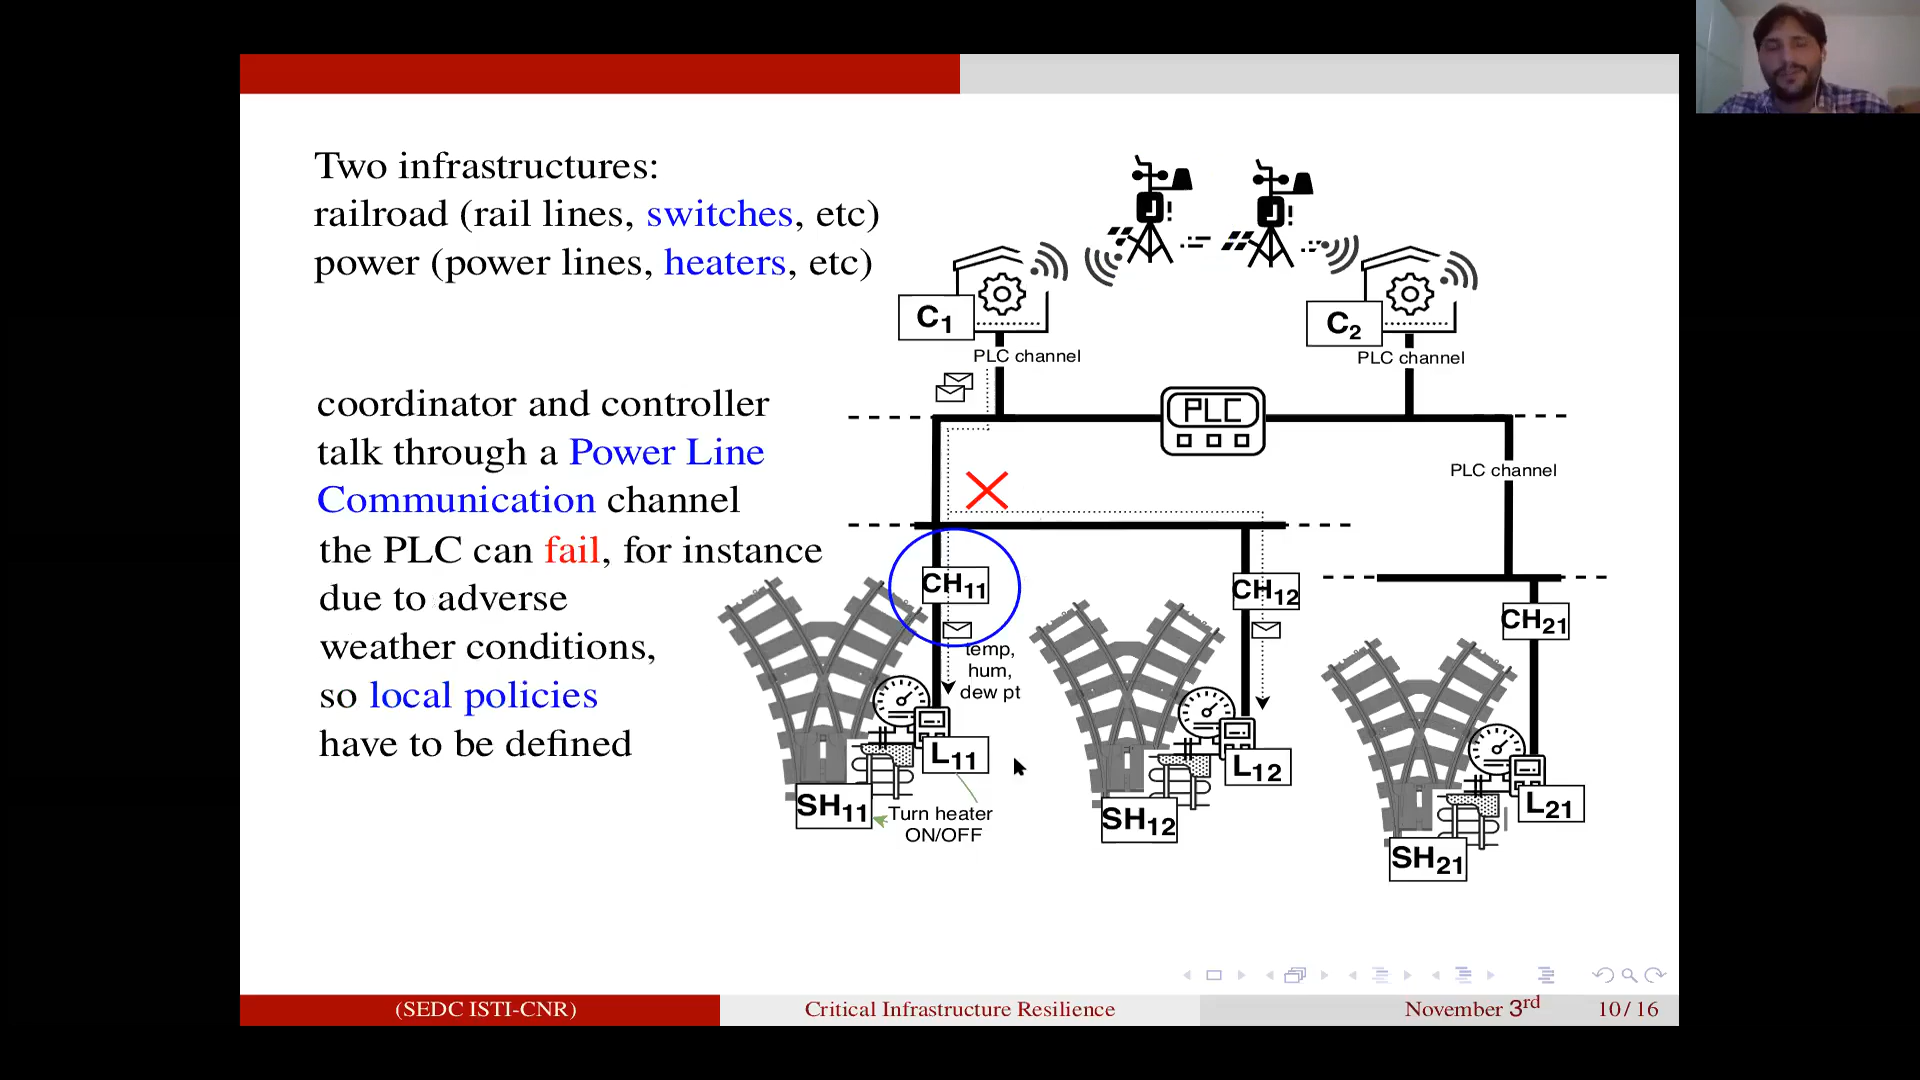 Two infrastructures:
railroad (rail lines, switches, etc)
power (power lines, heaters, etc)
coordinator and controller
talk through a Power Line
Communication channel
the PLC can fail, for instance
due to adverse
weather conditions,
so local policies
have to be defined
C1
C2
PLC channel
PLC channel
PLC
PLC channel
CH11
CH12
CH21
temp,
hum,
dew pt
L11
L12
L21
SH11
SH12
SH21
Turn heater
ON/OFF
(SEDC ISTI-CNR)
Critical Infrastructure Resilience
November 3rd
10 / 16